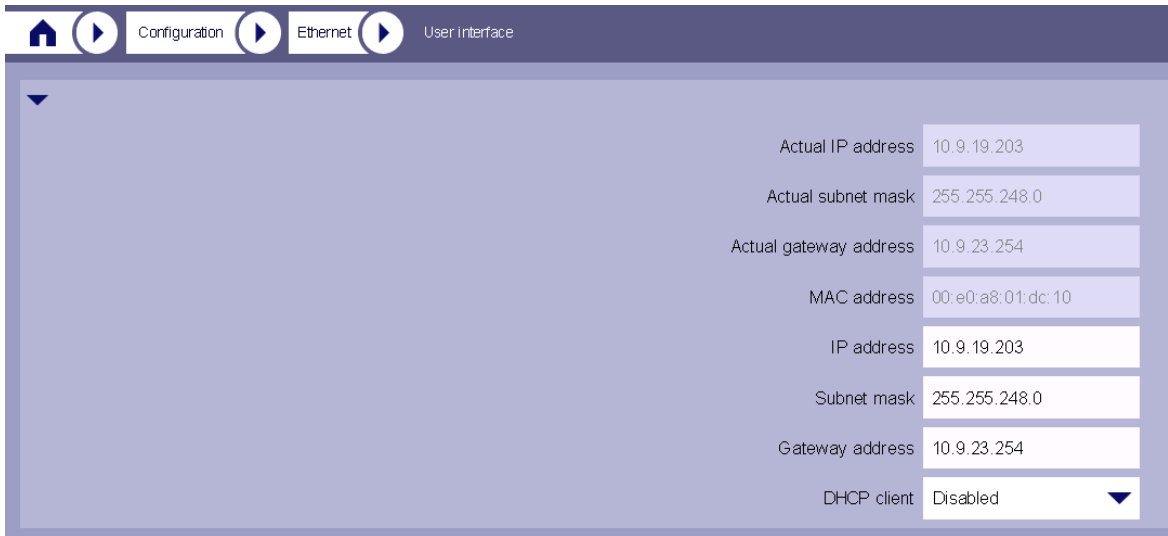 Configuration Ethernet User interface
Actual IP address 10.9.19.203
Actual subnet mask 255.255.248.0
Actual gateway address 10.9.23.254
MAC address 00:e0:a8:01:dc:10
IP address 10.9.19.203
Subnet mask 255.255.248.0
Gateway address 10.9.23.254
DHCP client Disabled